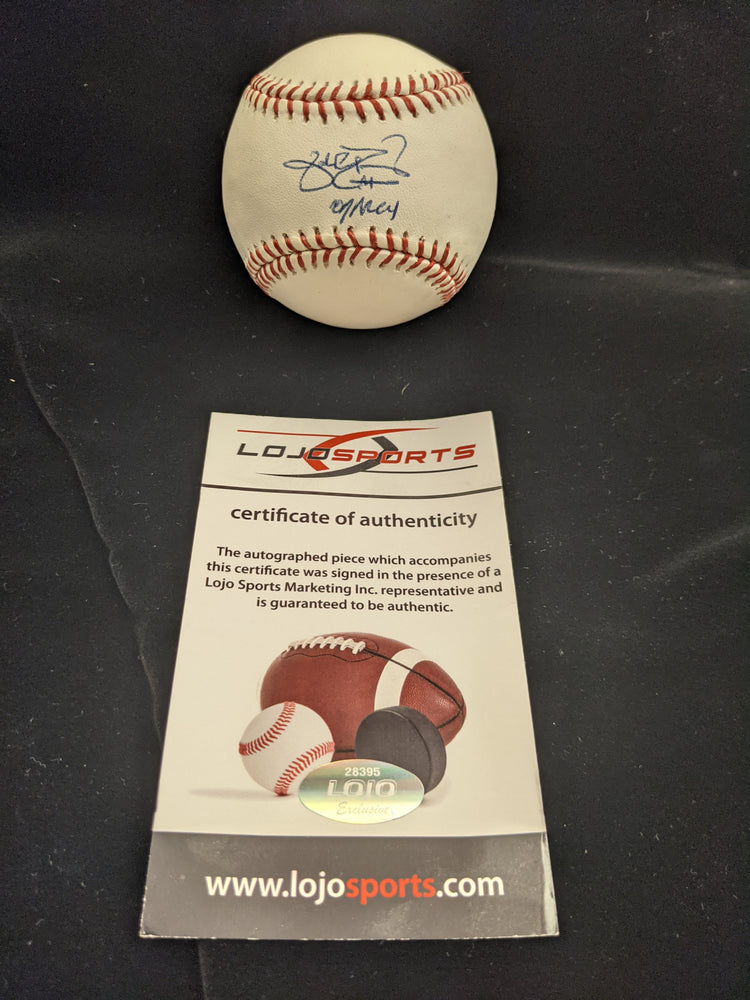 LOJOSPORTS
certificate of authenticity
The autographed piece which accompanies
this certificate was signed in the presence of a
Lojo Sports Marketing Inc. representative and
is guaranteed to be authentic.
28395
LOJO
Exclusive
www.lojosports.com